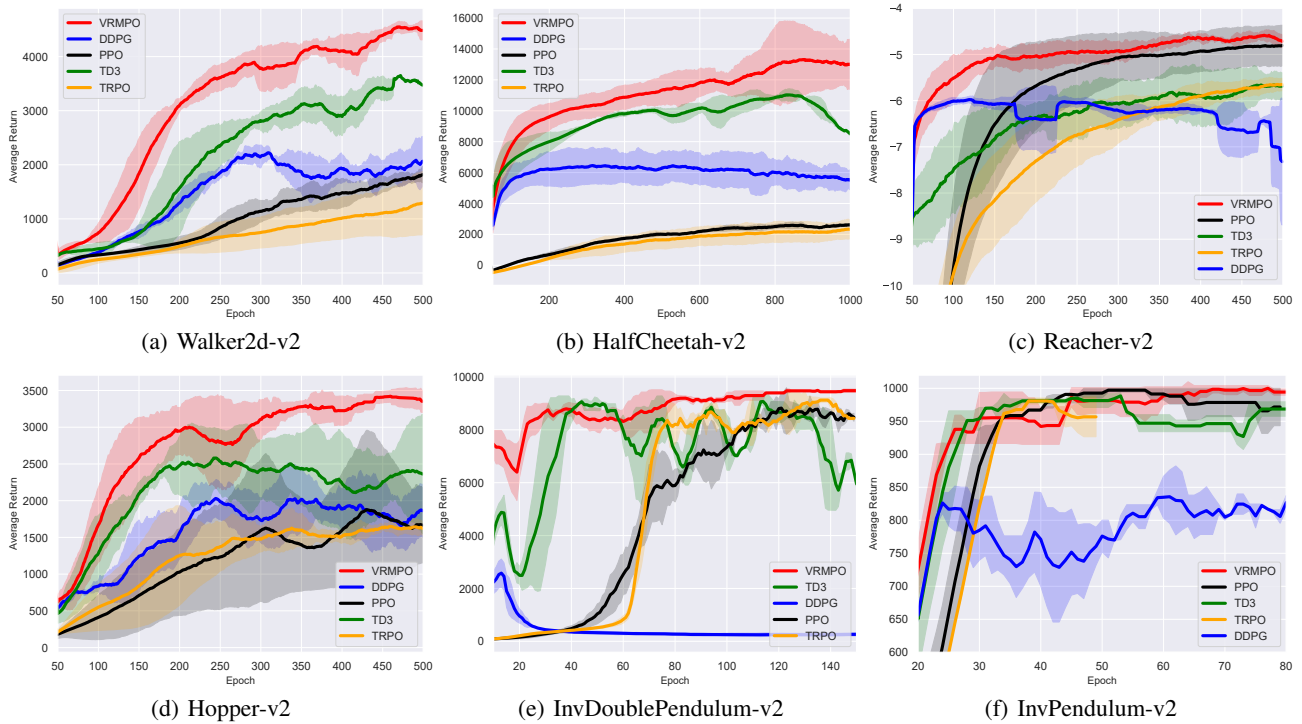 4000
3000
2000
1000
0
Average Return
VRMPO
DDPG
PPO
TD3
TRPO
50 100 150 200 250 300 350 400 450 500
Epoch
(a) Walker2d-v2
16000
14000
12000
10000
8000
6000
4000
2000
0
Average Return
VRMPO
DDPG
PPO
TD3
TRPO
200 400 600 800 1000
Epoch
(b) HalfCheetah-v2
−4
−5
−6
−7
−8
−9
−10
Average Return
VRMPO
PPO
TD3
TRPO
DDPG
50 100 150 200 250 300 350 400 450 500
Epoch
(c) Reacher-v2
3500
3000
2500
2000
1500
1000
500
0
Average Return
VRMPO
DDPG
PPO
TD3
TRPO
50 100 150 200 250 300 350 400 450 500
Epoch
(d) Hopper-v2
10000
8000
6000
4000
2000
0
Average Return
VRMPO
TD3
DDPG
PPO
TRPO
20 40 60 80 100 120 140
Epoch
(e) InvDoublePendulum-v2
1000
950
900
850
800
750
700
650
600
Average Return
VRMPO
PPO
TD3
TRPO
DDPG
20 30 40 50 60 70 80
Epoch
(f) InvPendulum-v2